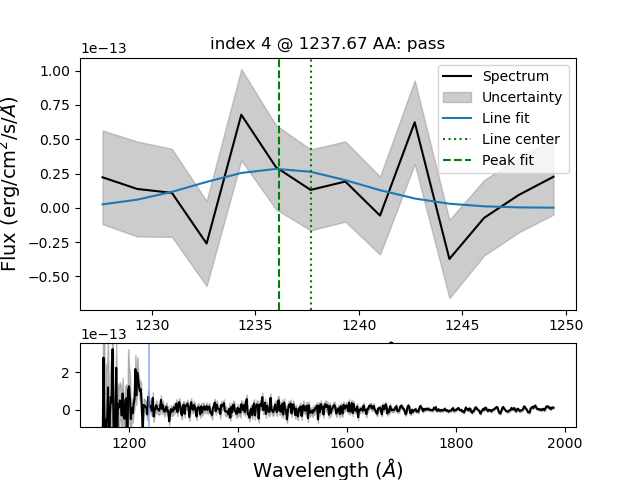 index 4 @ 1237.67 AA: pass
1e−13
1.00
0.75
0.50
0.25
0.00
−0.25
−0.50
Flux (erg/cm²/s/Å)
Spectrum
Uncertainty
Line fit
Line center
Peak fit
1230
1235
1240
1245
1250
1e−13
2
0
1200
1400
1600
1800
2000
Wavelength (Å)